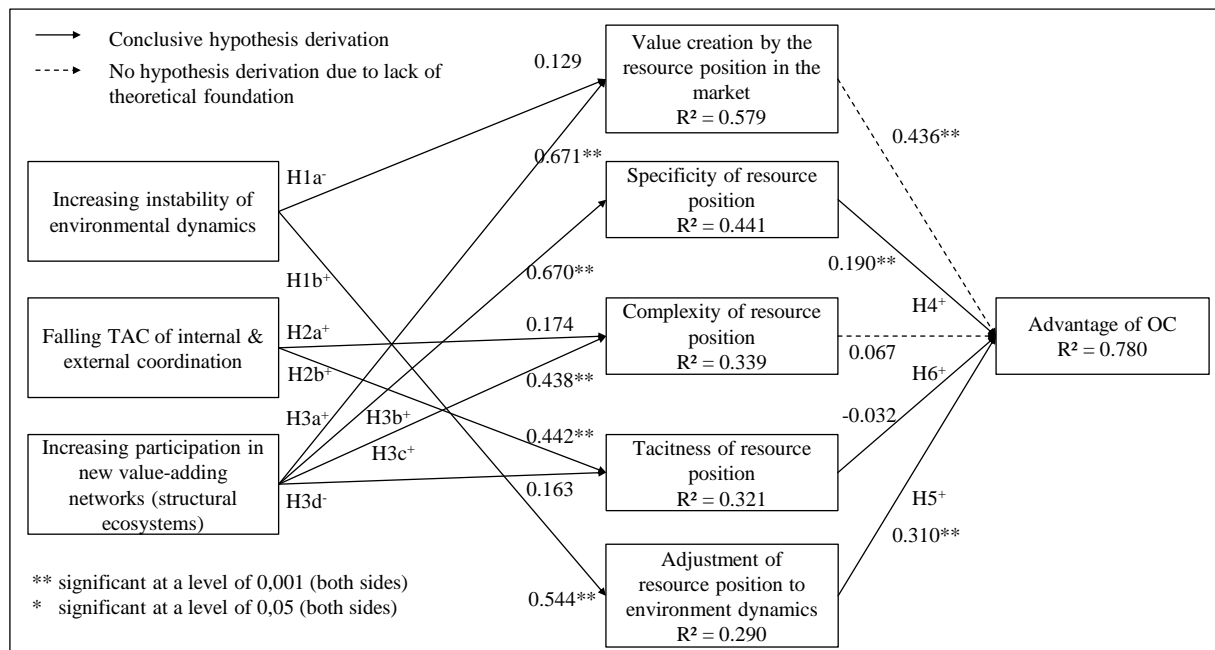 Conclusive hypothesis derivation
No hypothesis derivation due to lack of
theoretical foundation
Increasing instability of
environmental dynamics
Falling TAC of internal &
external coordination
Increasing participation in
new value-adding
networks (structural
ecosystems)
** significant at a level of 0,001 (both sides)
* significant at a level of 0,05 (both sides)
H1a⁻
H1b⁺
H2a⁺
H2b⁺
H3a⁺
H3b⁺
H3c⁺
H3d⁻
0.129
0.671**
0.670**
0.174
0.438**
0.442**
0.163
0.544**
Value creation by the
resource position in the
market
R² = 0.579
Specificity of resource
position
R² = 0.441
Complexity of resource
position
R² = 0.339
Tacitness of resource
position
R² = 0.321
Adjustment of
resource position to
environment dynamics
R² = 0.290
0.436**
0.190**
H4⁺
0.067
H6⁺
-0.032
H5⁺
0.310**
Advantage of OC
R² = 0.780